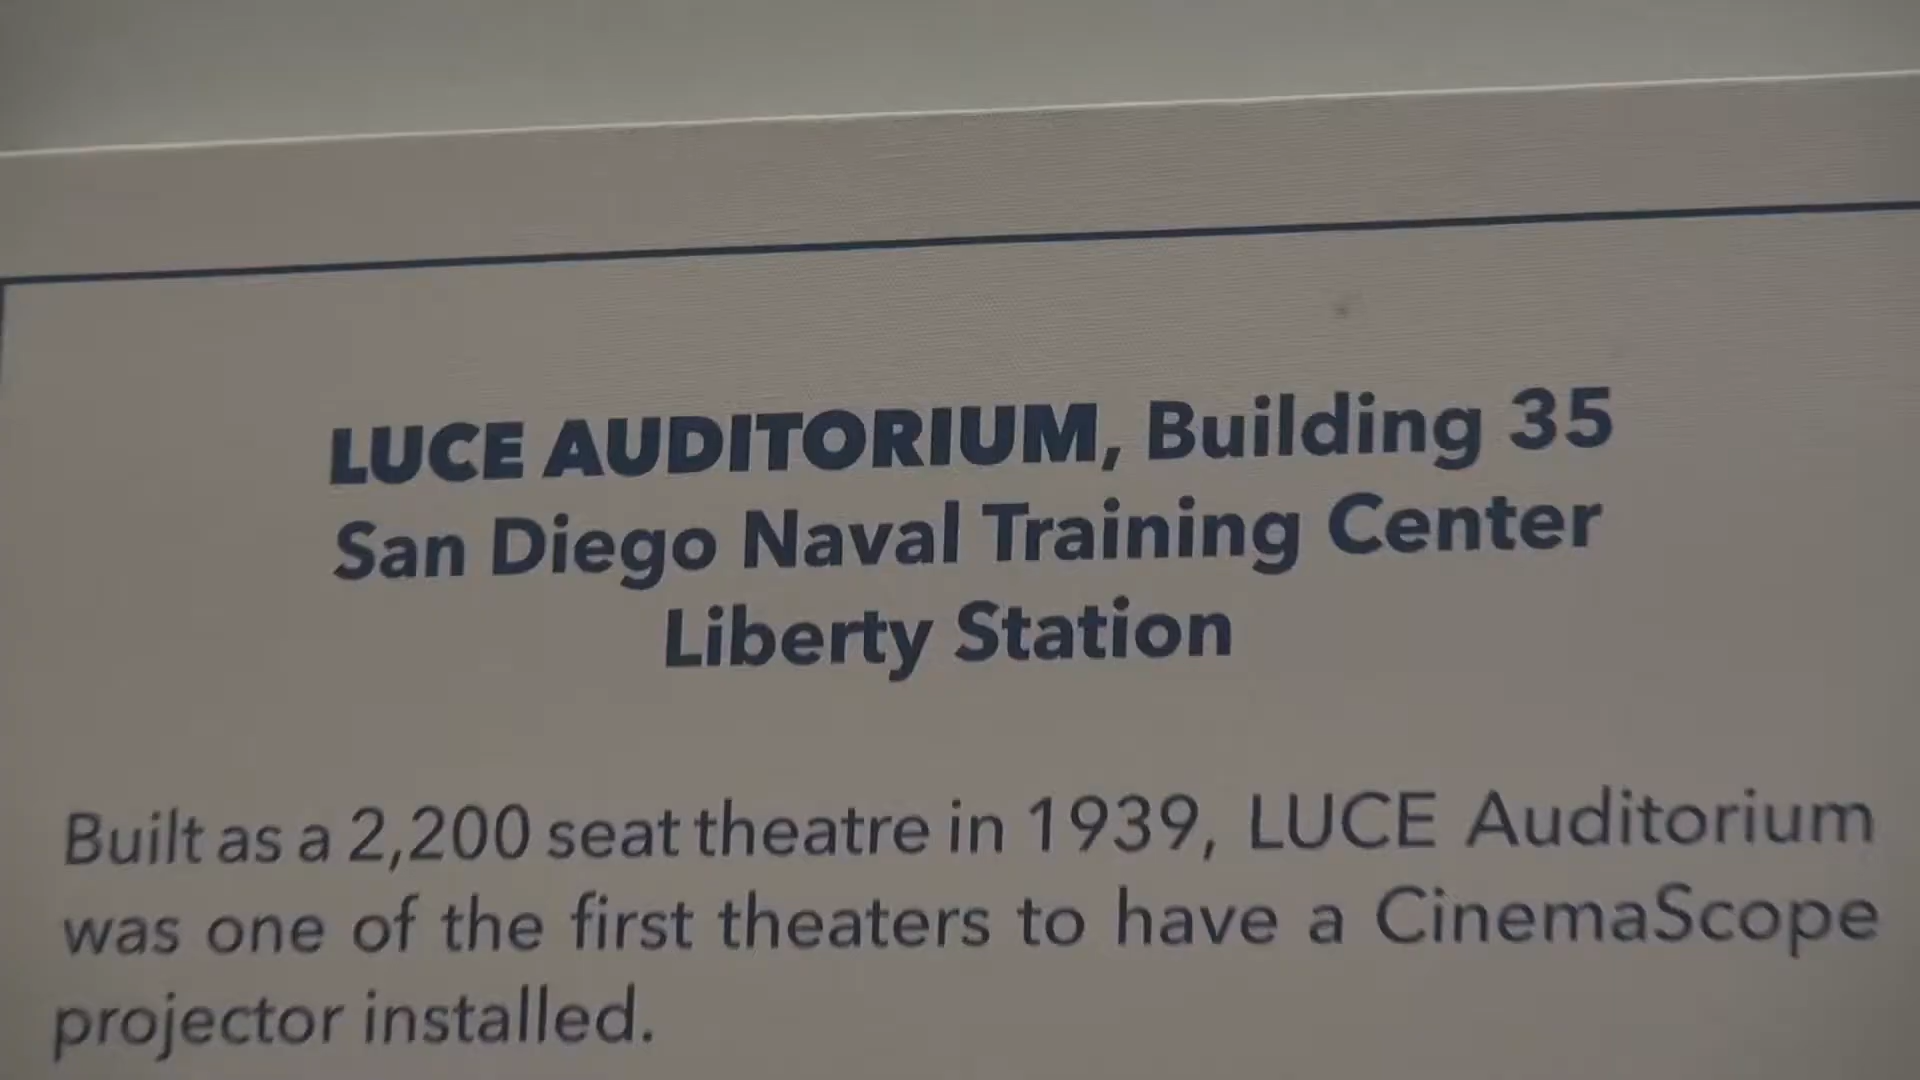 LUCE AUDITORIUM, Building 35
San Diego Naval Training Center
Liberty Station
Built as a 2,200 seat theatre in 1939, LUCE Auditorium
was one of the first theaters to have a CinemaScope
projector installed.